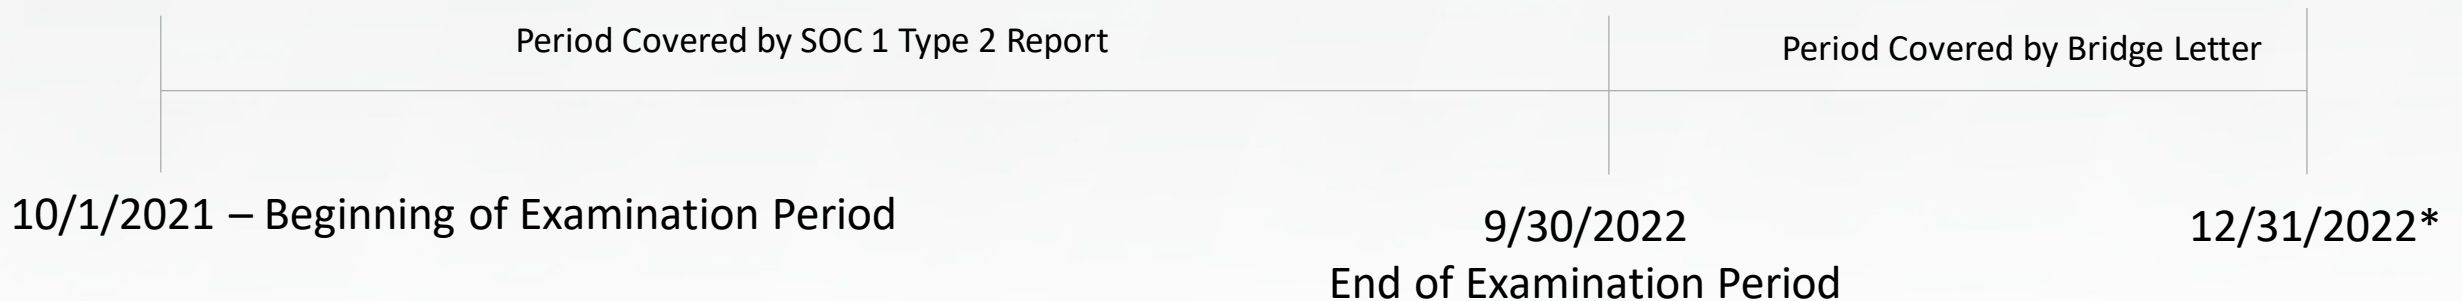 Period Covered by SOC 1 Type 2 Report
Period Covered by Bridge Letter
10/1/2021 – Beginning of Examination Period
9/30/2022
End of Examination Period
12/31/2022*